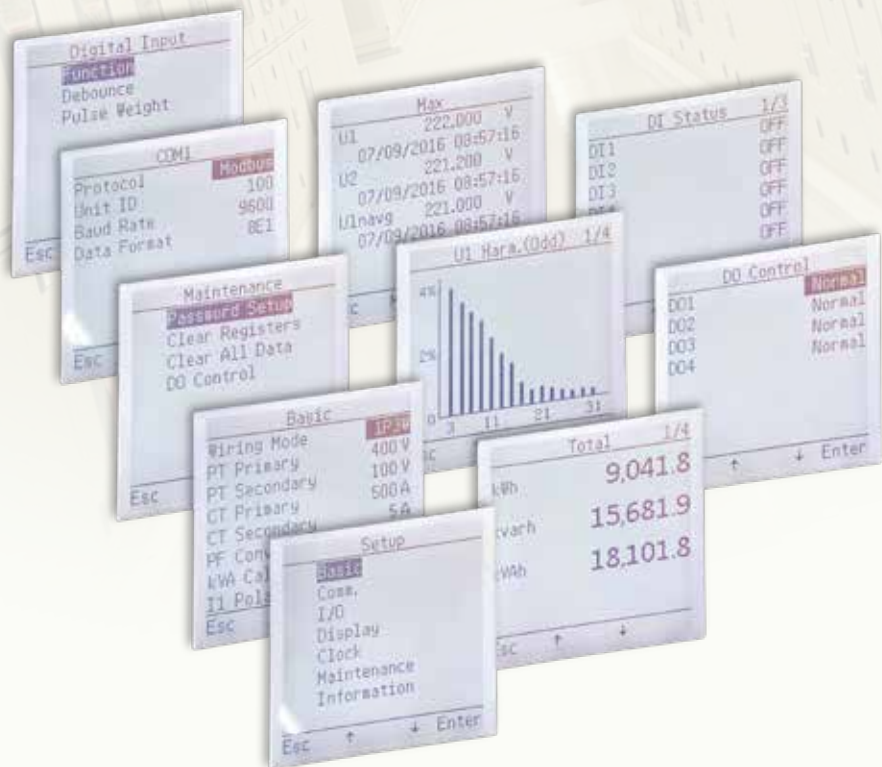 Digital Input
Function
Debounce
Pulse Weight
Esc
COM1
Protocol Modbus
Unit ID 100
Baud Rate 9600
Data Format 8E1
Esc
Max
U1 222.000 V
07/09/2016 08:57:16
U2 221.200 V
07/09/2016 08:57:16
Ulnavg 221.000 V
07/09/2016 08:57:16
DI Status 1/3
DI1 OFF
DI2 OFF
DI3 OFF
OFF
OFF
Maintenance
Password Setup
Clear Registers
Clear All Data
DO Control
Esc
U1 Harm.(Odd) 1/4
4%
2%
0
3 11 21 31
DO Control
DO1 Normal
DO2 Normal
DO3 Normal
DO4 Normal
↑ ↓ Enter
Basic
Wiring Mode
PT Primary 400 V
PT Secondary 100 V
CT Primary 500 A
CT Secondary 5 A
PF
kVA
I1
Esc
Total 1/4
kWh 9,041.8
kvarh 15,681.9
kVAh 18,101.8
Esc ↑ ↓
Setup
Basic
Comm.
I/O
Display
Clock
Maintenance
Information
Esc ↑ ↓ Enter